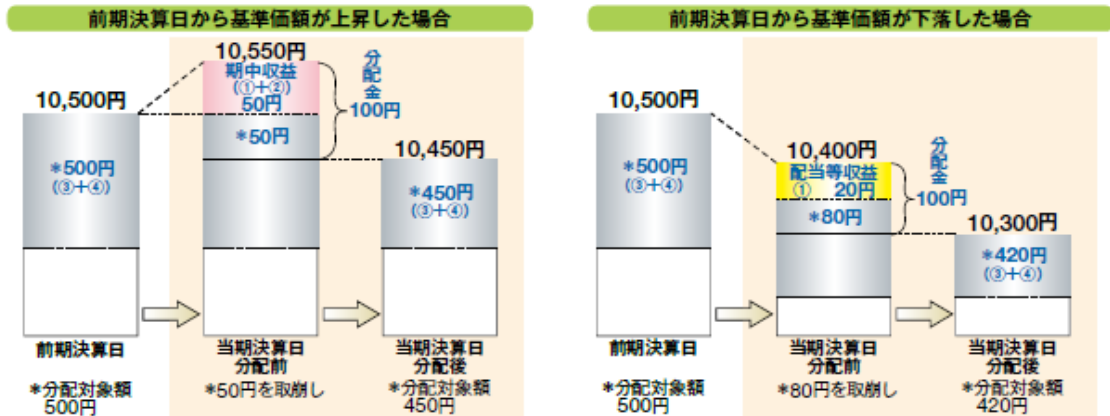 前期決算日から基準価額が上昇した場合
10,550円
期中収益
(①+②)
50円
*50円
分配金
100円
10,500円
*500円
(③+④)
10,450円
*450円
(③+④)
前期決算日
当期決算日
分配前
当期決算日
分配後
*分配対象額
500円
*50円を取崩し
*分配対象額
450円
前期決算日から基準価額が下落した場合
10,500円
*500円
(③+④)
10,400円
配当等収益
① 20円
*80円
分配金
100円
10,300円
*420円
(③+④)
前期決算日
当期決算日
分配前
当期決算日
分配後
*分配対象額
500円
*80円を取崩し
*分配対象額
420円